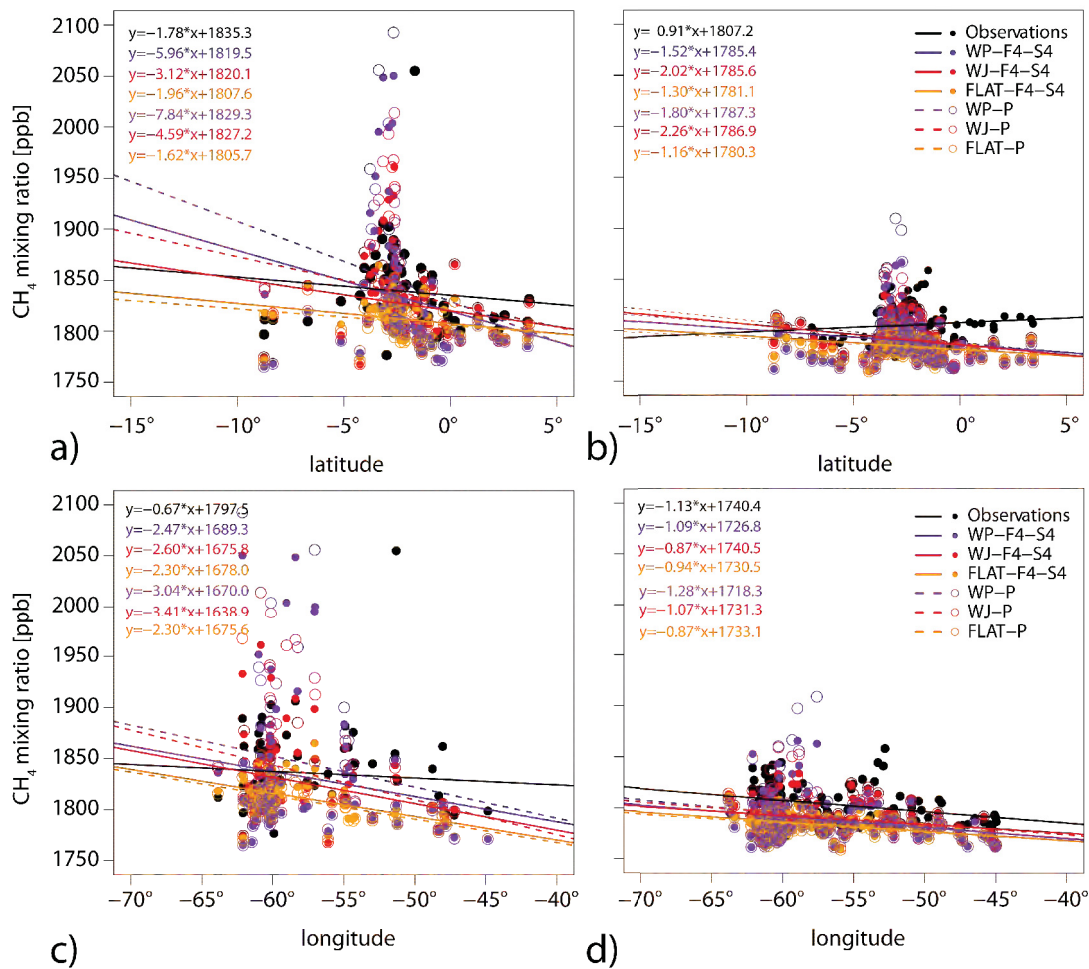 2100
2050
2000
1950
1900
1850
1800
1750
CH4 mixing ratio [ppb]
y=−1.78*x+1835.3
y=−5.96*x+1819.5
y=−3.12*x+1820.1
y=−1.96*x+1807.6
y=−7.84*x+1829.3
y=−4.59*x+1827.2
y=−1.62*x+1805.7
−15° −10° −5° 0° 5°
a)
latitude
y= 0.91*x+1807.2
y=−1.52*x+1785.4
y=−2.02*x+1785.6
y=−1.30*x+1781.1
y=−1.80*x+1787.3
y=−2.26*x+1786.9
y=−1.16*x+1780.3
Observations
WP−F4−S4
WJ−F4−S4
FLAT−F4−S4
WP−P
WJ−P
FLAT−P
−15° −10° −5° 0° 5°
b)
latitude
2100
2050
2000
1950
1900
1850
1800
1750
CH4 mixing ratio [ppb]
y=−0.67*x+1797.5
y=−2.47*x+1689.3
y=−2.60*x+1675.8
y=−2.30*x+1678.0
y=−3.04*x+1670.0
y=−3.41*x+1638.9
y=−2.30*x+1675.6
−70° −65° −60° −55° −50° −45° −40°
c)
longitude
y=−1.13*x+1740.4
y=−1.09*x+1726.8
y=−0.87*x+1740.5
y=−0.94*x+1730.5
y=−1.28*x+1718.3
y=−1.07*x+1731.3
y=−0.87*x+1733.1
Observations
WP−F4−S4
WJ−F4−S4
FLAT−F4−S4
WP−P
WJ−P
FLAT−P
−70° −65° −60° −55° −50° −45° −40°
d)
longitude